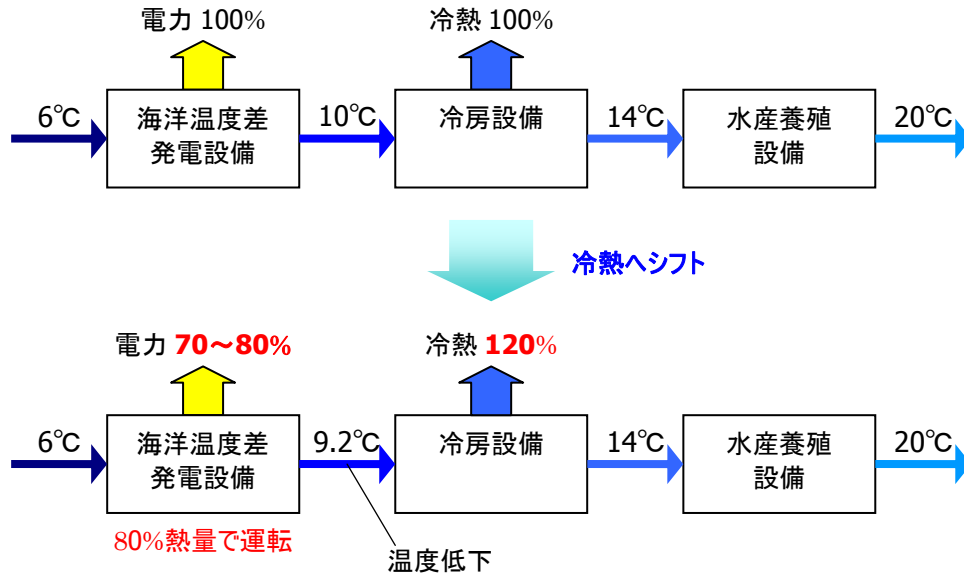 電力 100%
冷熱 100%
6℃
海洋温度差
発電設備
10℃
冷房設備
14℃
水産養殖
設備
20℃
冷熱へシフト
電力 70～80%
冷熱 120%
6℃
海洋温度差
発電設備
9.2℃
冷房設備
14℃
水産養殖
設備
20℃
80%熱量で運転
温度低下